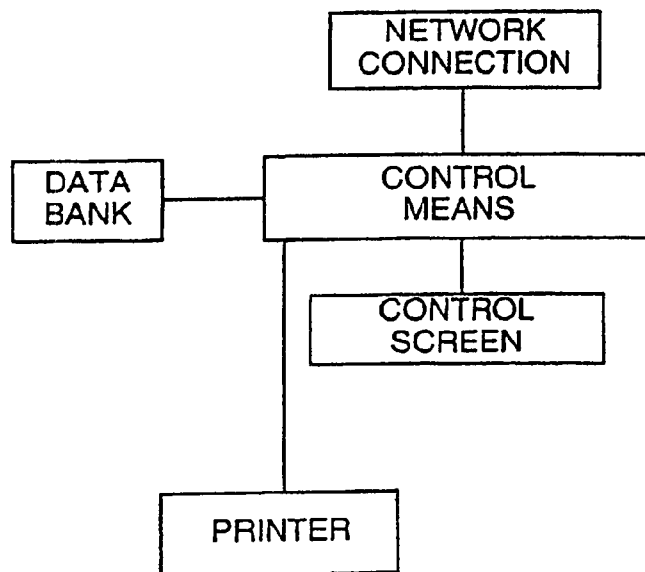 NETWORK
CONNECTION
DATA
BANK
CONTROL
MEANS
CONTROL
SCREEN
PRINTER